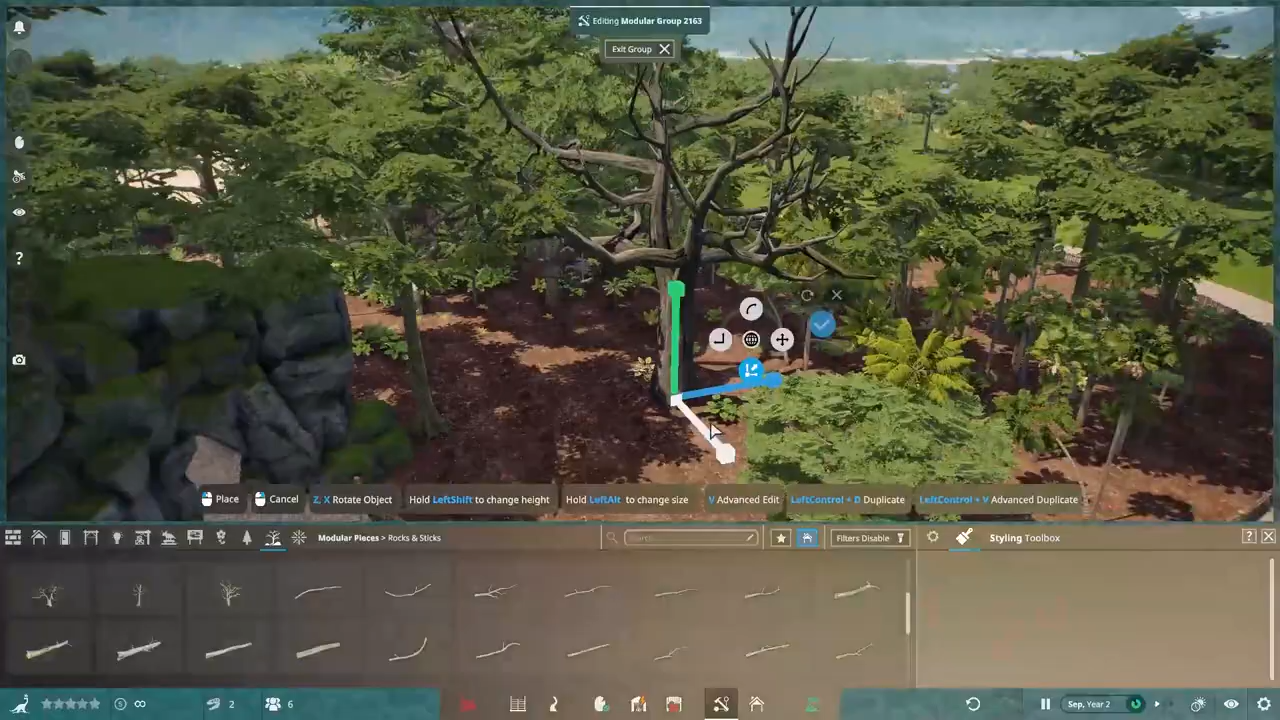 Editing Modular Group 2163
Exit Group
?
Place
Cancel
Z, X Rotate Object
Hold LeftShift to change height
Hold LeftAlt to change size
V Advanced Edit
LeftControl + D Duplicate
LeftControl + V Advanced Duplicate
Modular Pieces > Rocks & Sticks
Search...
Filters Disable
Styling Toolbox
?
2
6
Sep, Year 2